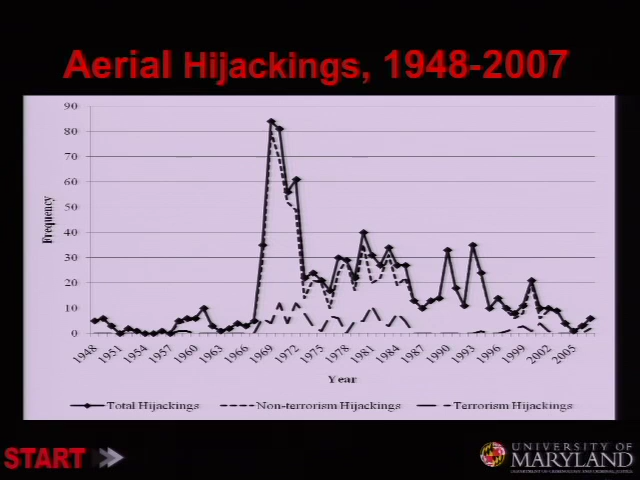 Aerial Hijackings, 1948-2007
90
80
70
60
50
40
30
20
10
0
Frequency
1948 1951 1954 1957 1960 1963 1966 1969 1972 1975 1978 1981 1984 1987 1990 1993 1996 1999 2002 2005
Year
Total Hijackings Non-terrorism Hijackings Terrorism Hijackings
START
UNIVERSITY OF
MARYLAND